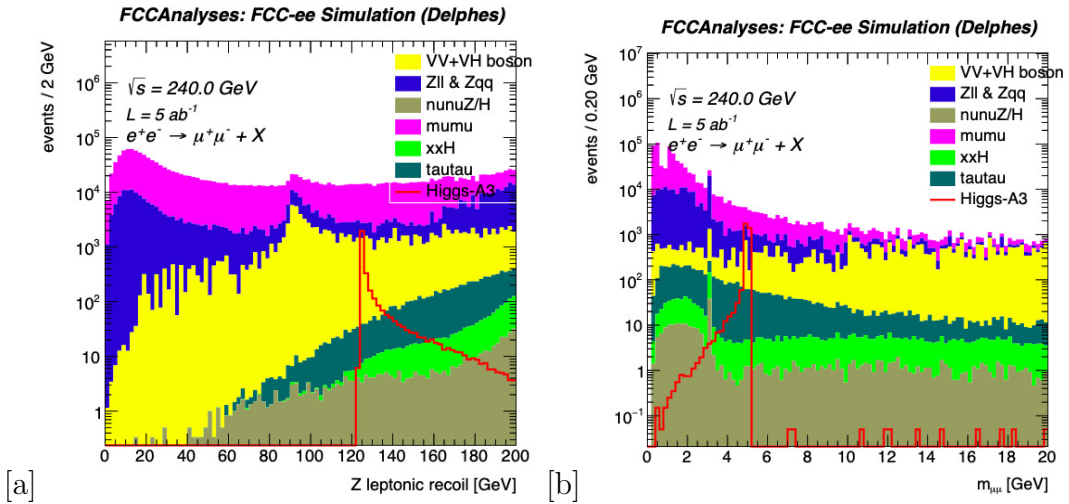 FCCAnalyses: FCC-ee Simulation (Delphes)
events / 2 GeV
10⁶
10⁵
10⁴
10³
10²
10
1
√s = 240.0 GeV
L = 5 ab⁻¹
e⁺e⁻ → μ⁺μ⁻ + X
VV+VH boson
Zll & Zqq
nunuZ/H
mumu
xxH
tautau
Higgs-A3
0 20 40 60 80 100 120 140 160 180 200
Z leptonic recoil [GeV]
[a]
FCCAnalyses: FCC-ee Simulation (Delphes)
events / 0.20 GeV
10⁷
10⁶
10⁵
10⁴
10³
10²
10
1
10⁻¹
√s = 240.0 GeV
L = 5 ab⁻¹
e⁺e⁻ → μ⁺μ⁻ + X
VV+VH boson
Zll & Zqq
nunuZ/H
mumu
xxH
tautau
Higgs-A3
0 2 4 6 8 10 12 14 16 18 20
m_μμ [GeV]
[b]